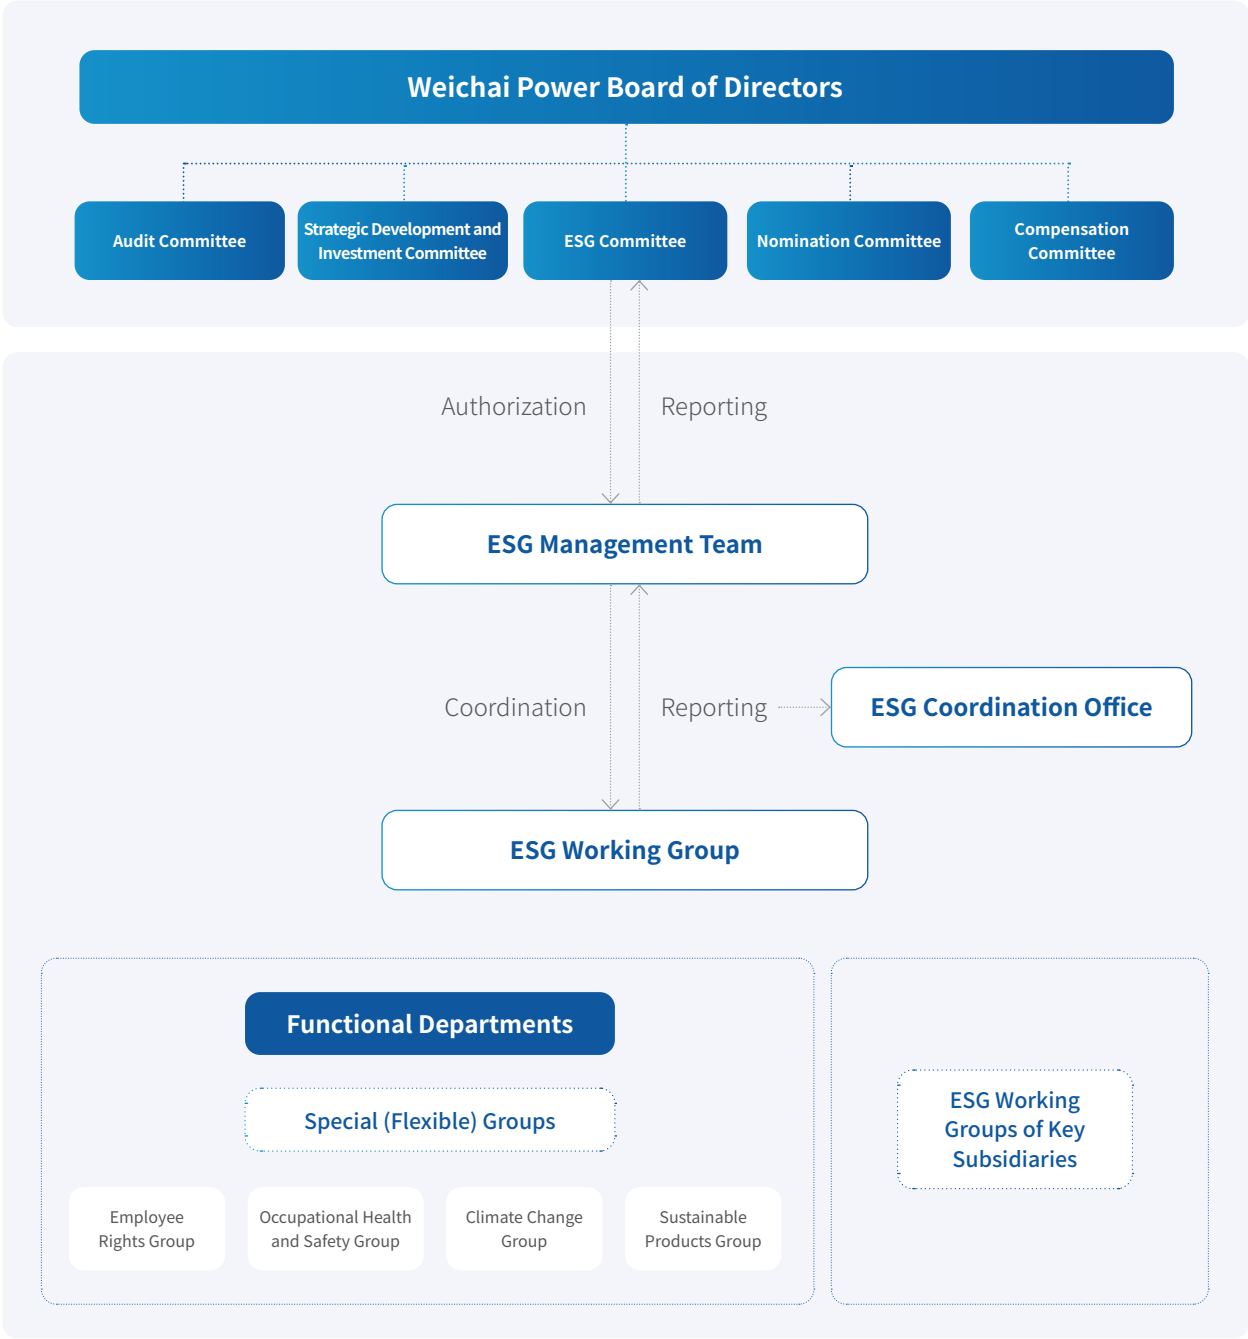 Weichai Power Board of Directors
Audit Committee
Strategic Development and
Investment Committee
ESG Committee
Nomination Committee
Compensation
Committee
Authorization
Reporting
ESG Management Team
Coordination
Reporting
ESG Coordination Office
ESG Working Group
Functional Departments
Special (Flexible) Groups
Employee
Rights Group
Occupational Health
and Safety Group
Climate Change
Group
Sustainable
Products Group
ESG Working
Groups of Key
Subsidiaries